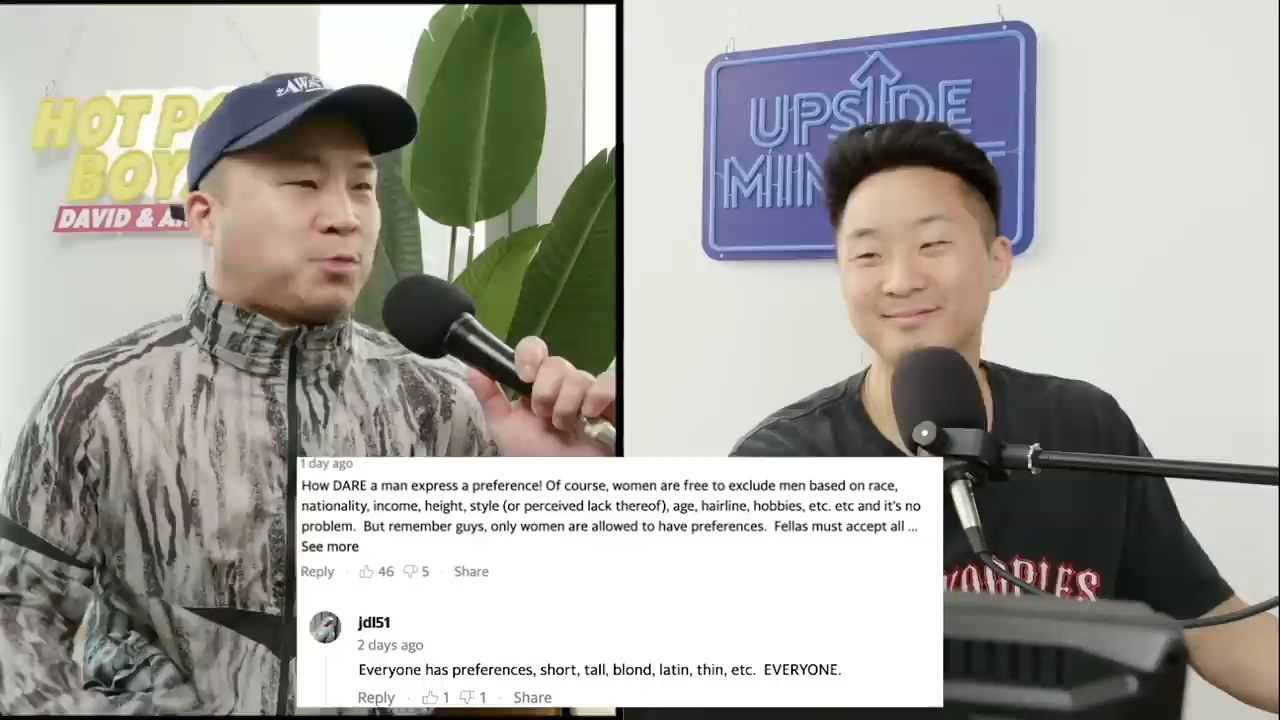 HOT
BOY
DAVID &
UPSIDE
1 day ago
How DARE a man express a preference! Of course, women are free to exclude men based on race,
nationality, income, height, style (or perceived lack thereof), age, hairline, hobbies, etc. etc and it's no
problem. But remember guys, only women are allowed to have preferences. Fellas must accept all ...
See more
Reply · 46 5 · Share
jdl51
2 days ago
Everyone has preferences, short, tall, blond, latin, thin, etc. EVERYONE.
Reply · 1 1 · Share